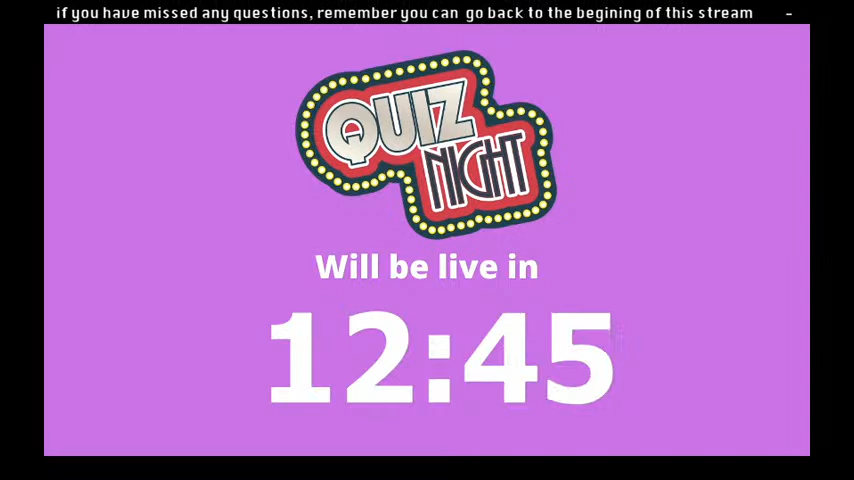 if you have missed any questions, remember you can go back to the begining of this stream -
QUIZ
NIGHT
Will be live in
12:45